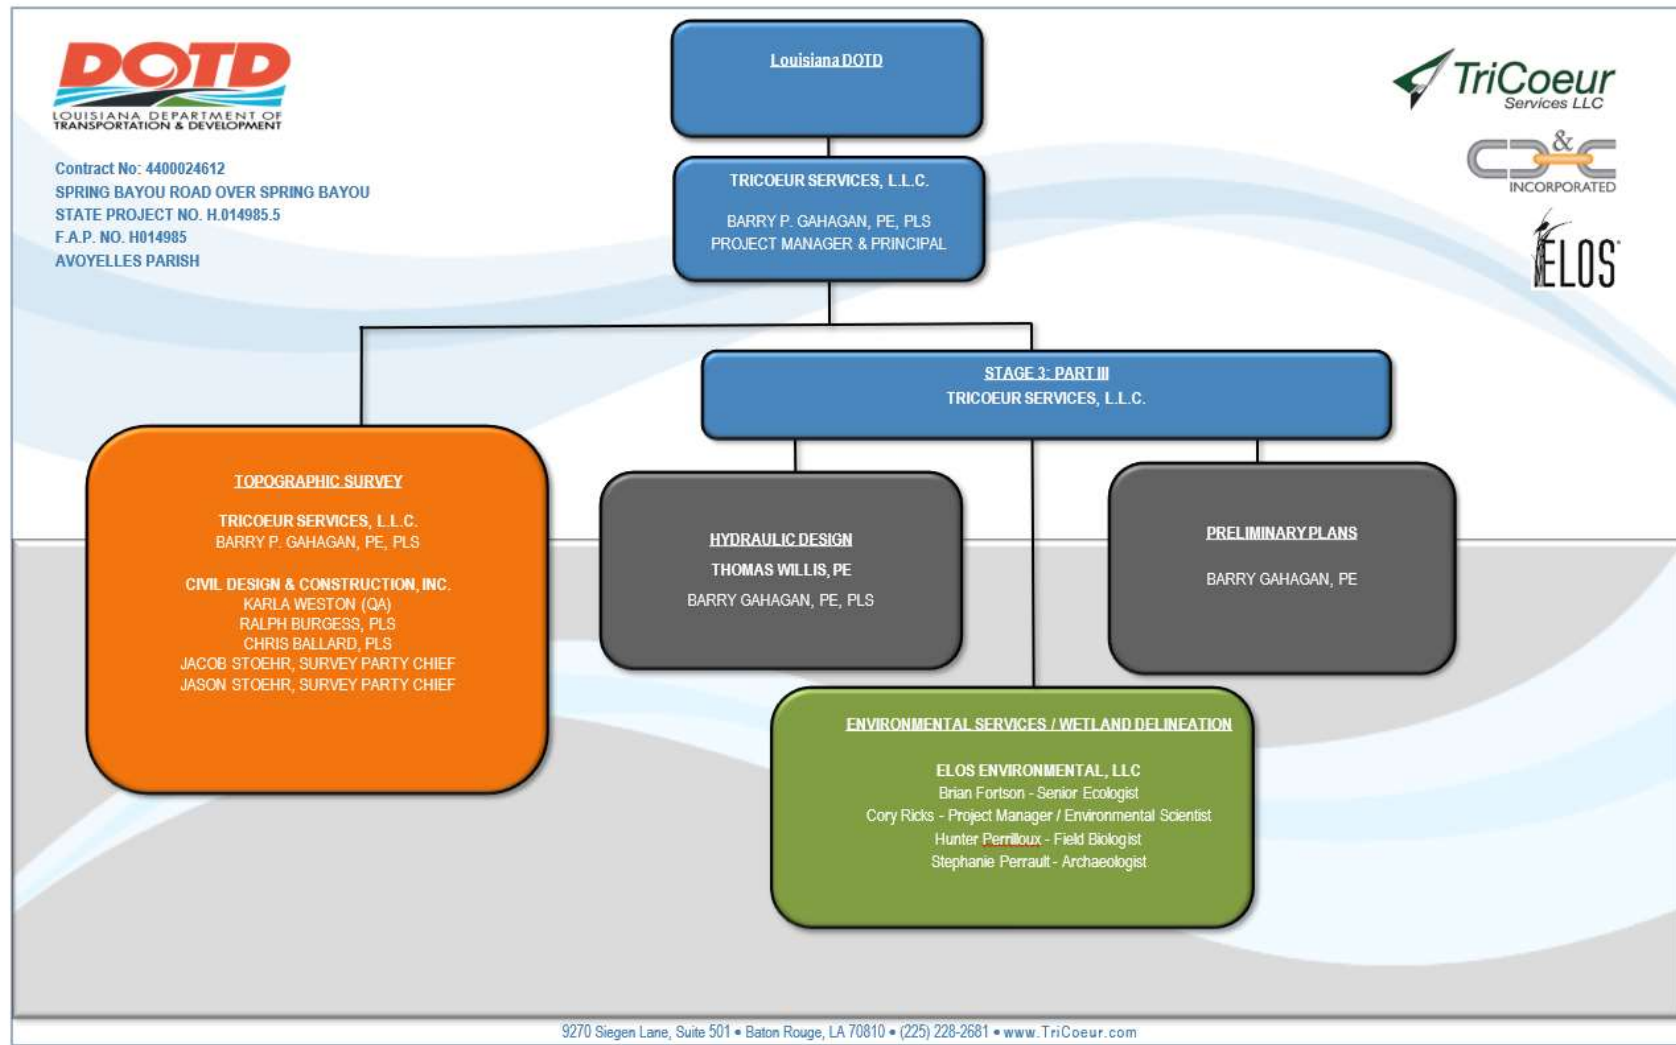 DOTD
LOUISIANA DEPARTMENT OF
TRANSPORTATION & DEVELOPMENT
Contract No: 4400024612
SPRING BAYOU ROAD OVER SPRING BAYOU
STATE PROJECT NO. H.014985.5
F.A.P. NO. H014985
AVOYELLES PARISH
Louisiana DOTD
TRICOEUR SERVICES, L.L.C.
BARRY P. GAHAGAN, PE, PLS
PROJECT MANAGER & PRINCIPAL
TriCoeur
Services LLC
CD&C
INCORPORATED
ELOS
STAGE 3: PART III
TRICOEUR SERVICES, L.L.C.
TOPOGRAPHIC SURVEY
TRICOEUR SERVICES, L.L.C.
BARRY P. GAHAGAN, PE, PLS
CIVIL DESIGN & CONSTRUCTION, INC.
KARLA WESTON (QA)
RALPH BURGESS, PLS
CHRIS BALLARD, PLS
JACOB STOEHR, SURVEY PARTY CHIEF
JASON STOEHR, SURVEY PARTY CHIEF
HYDRAULIC DESIGN
THOMAS WILLIS, PE
BARRY GAHAGAN, PE, PLS
PRELIMINARY PLANS
BARRY GAHAGAN, PE
ENVIRONMENTAL SERVICES / WETLAND DELINEATION
ELOS ENVIRONMENTAL, LLC
Brian Fortson - Senior Ecologist
Cory Ricks - Project Manager / Environmental Scientist
Hunter Perrilloux - Field Biologist
Stephanie Perrault - Archaeologist
9270 Siegen Lane, Suite 501 • Baton Rouge, LA 70810 • (225) 228-2681 • www.TriCoeur.com